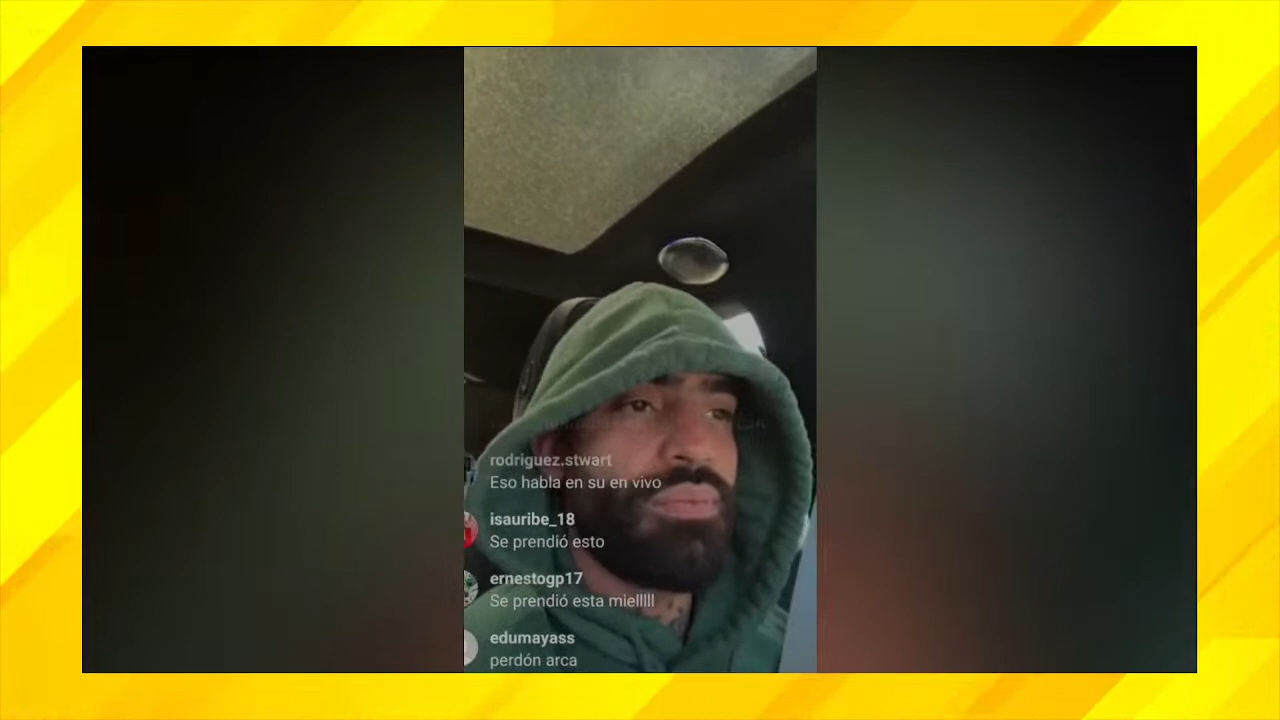 rodriguez.stwart
Eso habla en su en vivo
isauribe_18
Se prendió esto
ernestogp17
Se prendió esta mielllll
edumayass
perdón arca